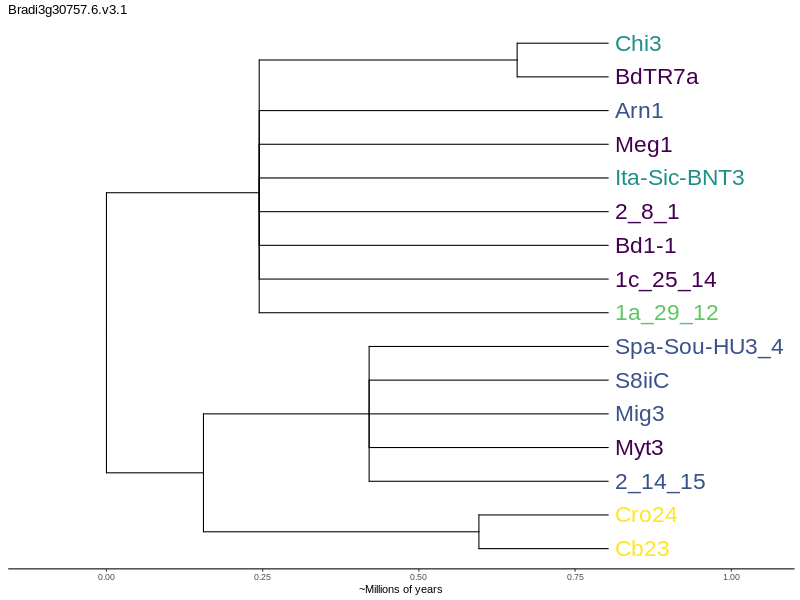 Bradi3g30757.6.v3.1
Chi3
BdTR7a
Arn1
Meg1
Ita-Sic-BNT3
2_8_1
Bd1-1
1c_25_14
1a_29_12
Spa-Sou-HU3_4
S8iiC
Mig3
Myt3
2_14_15
Cro24
Cb23
0.00 0.25 0.50 0.75 1.00
~Millions of years